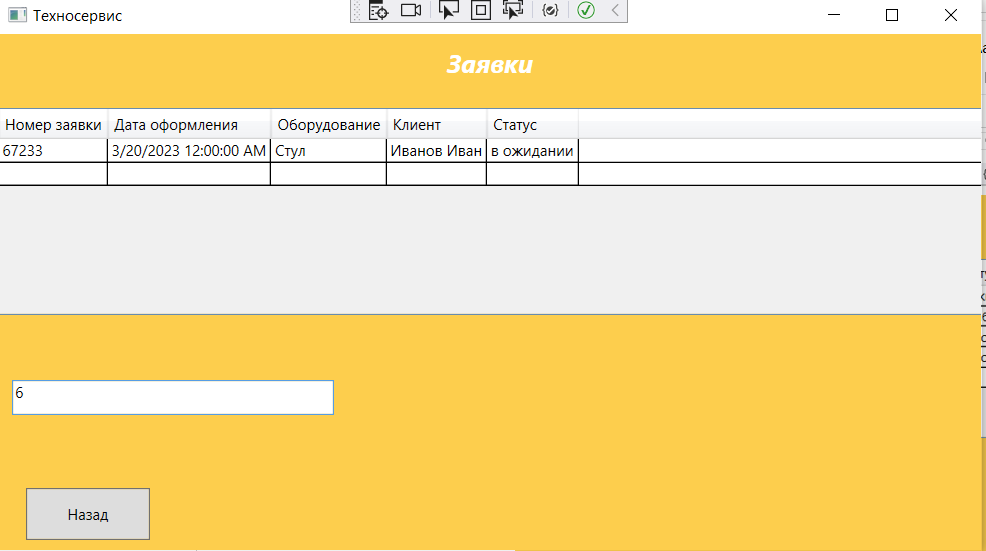 Техносервис
Заявки
Номер заявки Дата оформления Оборудование Клиент Статус
67233 3/20/2023 12:00:00 AM Стул Иванов Иван в ожидании
6
Назад